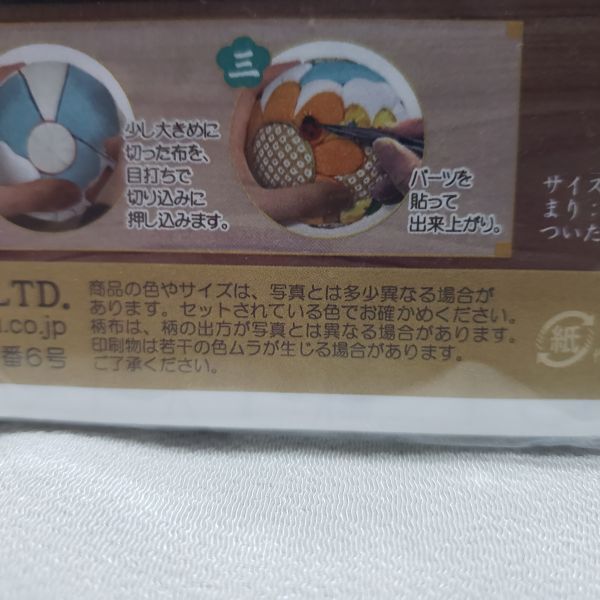 三
少し大きめに
切った布を、
目打ちで
切り込みに
押し込みます。
パーツを
貼って
出来上がり。
サイズ
まり：
ついた
LTD.
.co.jp
番6号
商品の色やサイズは、写真とは多少異なる場合が
あります。セットされている色でお確かめください。
柄布は、柄の出方が写真とは異なる場合があります。
印刷物は若干の色ムラが生じる場合があります。
ご了承ください。
紙